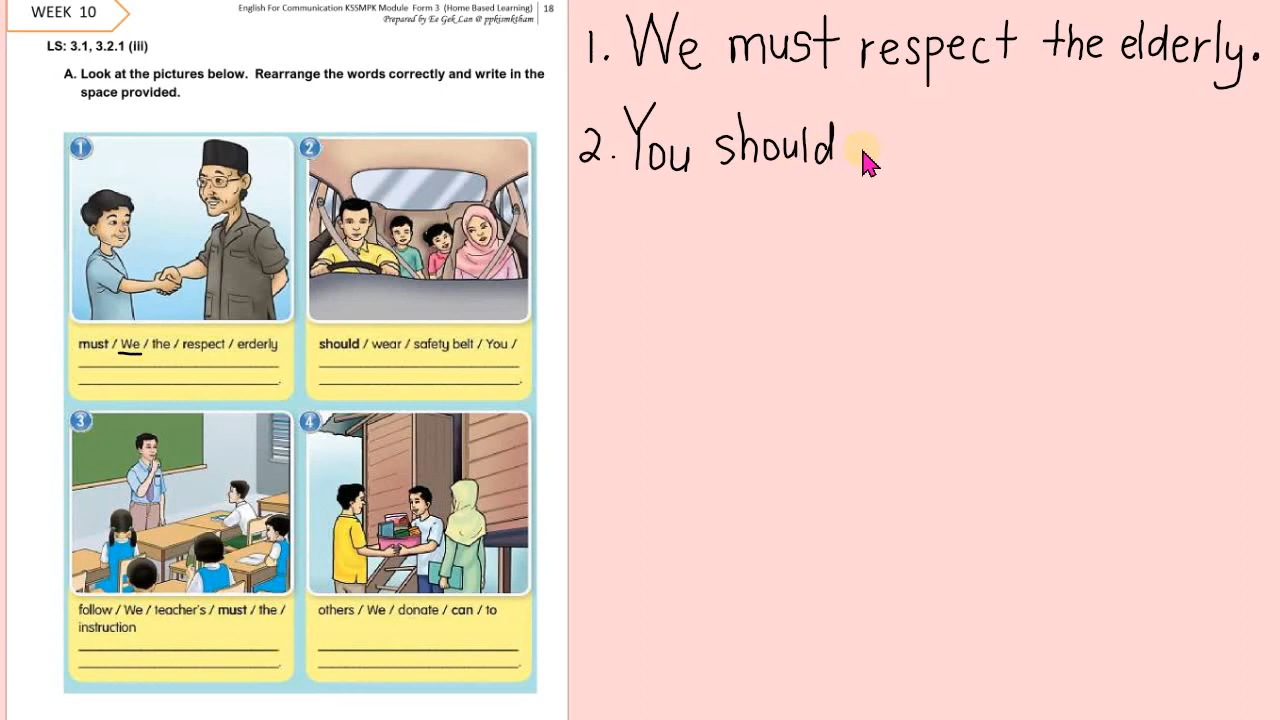 WEEK 10
English For Communication KSSMPK Module Form 3 (Home Based Learning) | 18
Prepared by Ee Gek Lan @ ppkismktham
LS: 3.1, 3.2.1 (iii)
A. Look at the pictures below. Rearrange the words correctly and write in the
space provided.
1
2
must / We / the / respect / erderly
should / wear / safety belt / You /
3
4
follow / We / teacher's / must / the /
instruction
others / We / donate / can / to
1. We must respect the elderly.
2. You should